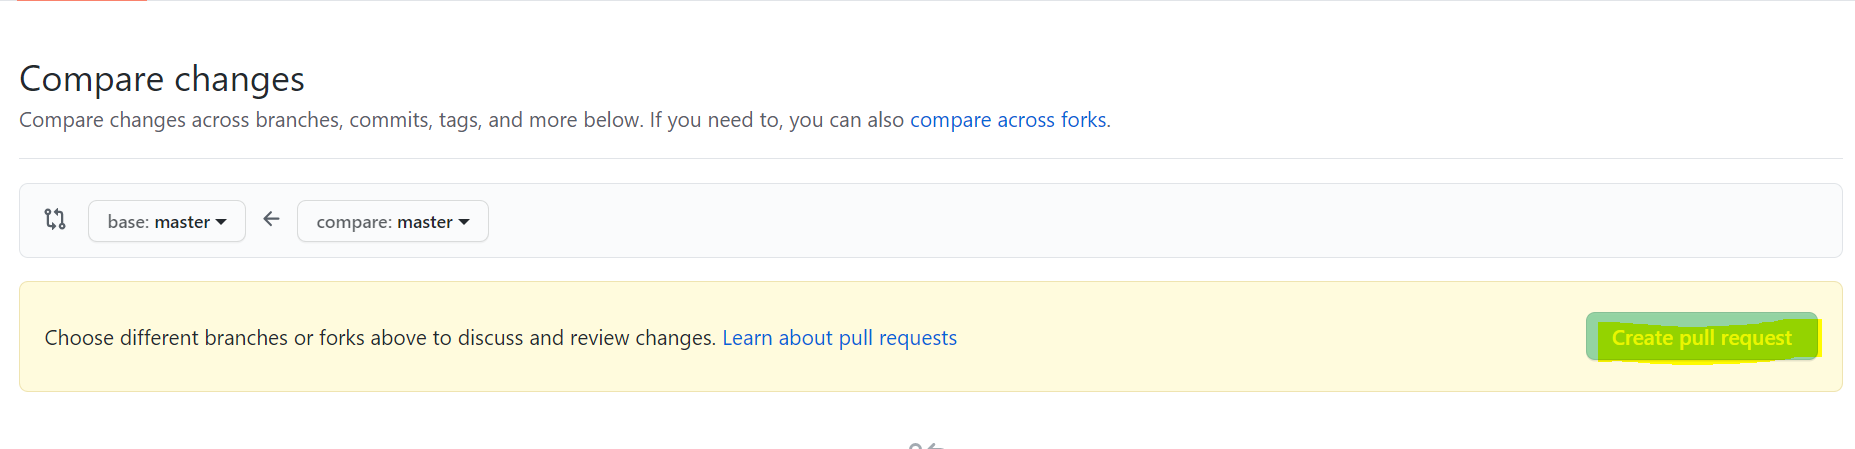 Compare changes
Compare changes across branches, commits, tags, and more below. If you need to, you can also compare across forks.
base: master
compare: master
Choose different branches or forks above to discuss and review changes. Learn about pull requests
Create pull request